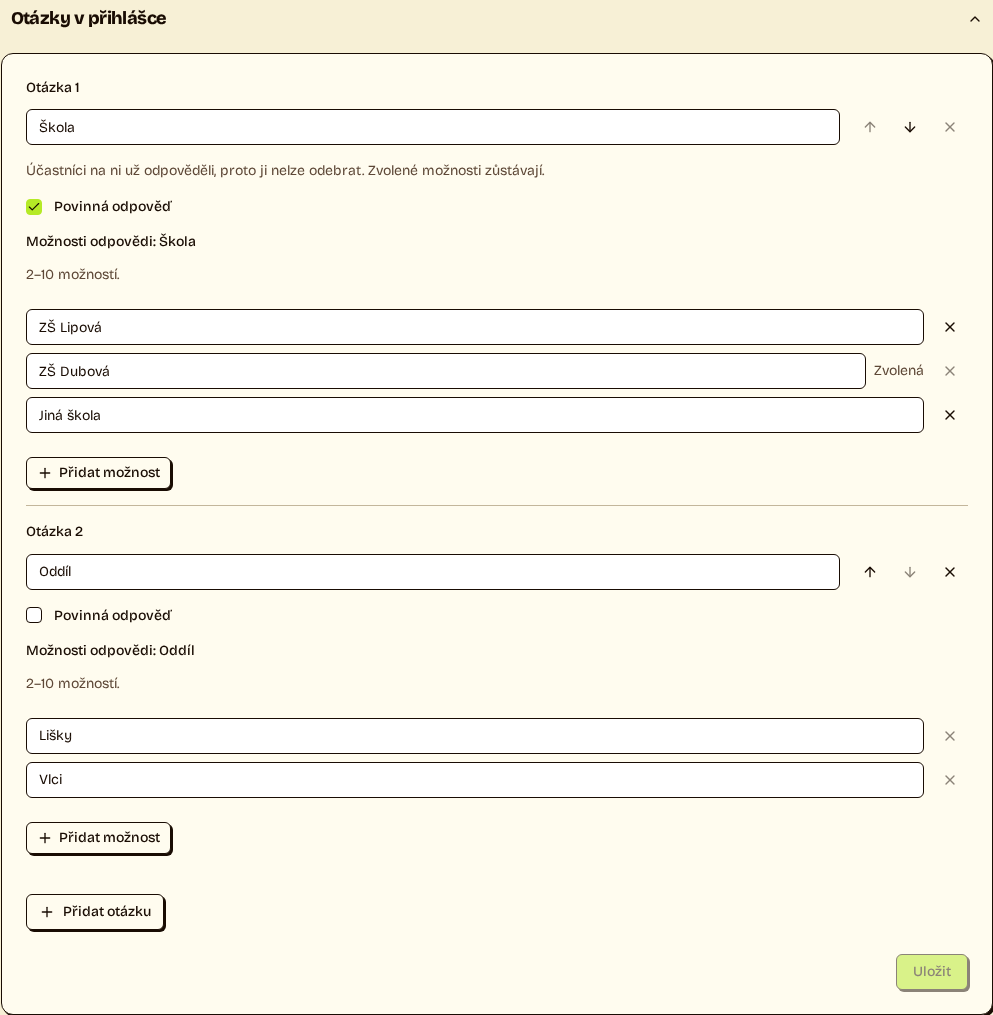 Otázky v přihlášce
Otázka 1
Škola
Účastníci na ni už odpověděli, proto ji nelze odebrat. Zvolené možnosti zůstávají.
Povinná odpověď
Možnosti odpovědi: Škola
2–10 možností.
ZŠ Lipová
ZŠ Dubová Zvolená
Jiná škola
Přidat možnost
Otázka 2
Oddíl
Povinná odpověď
Možnosti odpovědi: Oddíl
2–10 možností.
Lišky
Vlci
Přidat možnost
Přidat otázku
Uložit